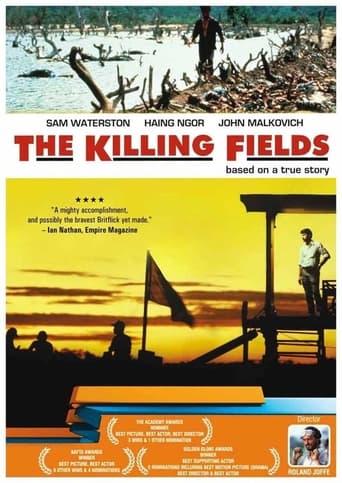 SAM WATERSTON HAING NGOR JOHN MALKOVICH
THE KILLING FIELDS
based on a true story
★★★★
"A mighty accomplishment,
and possibly the bravest Britflick yet made."
– Ian Nathan, Empire Magazine
THE ACADEMY AWARDS
WINNER
BEST PICTURE, BEST ACTOR, BEST DIRECTOR
3 WINS & 1 OTHER NOMINATION
BAFTA AWARDS
WINNER
BEST PICTURE, BEST ACTOR
GOLDEN GLOBE AWARDS
WINNER
BEST SUPPORTING ACTOR
BEST DIRECTOR & BEST ACTOR
Director
ROLAND JOFFE